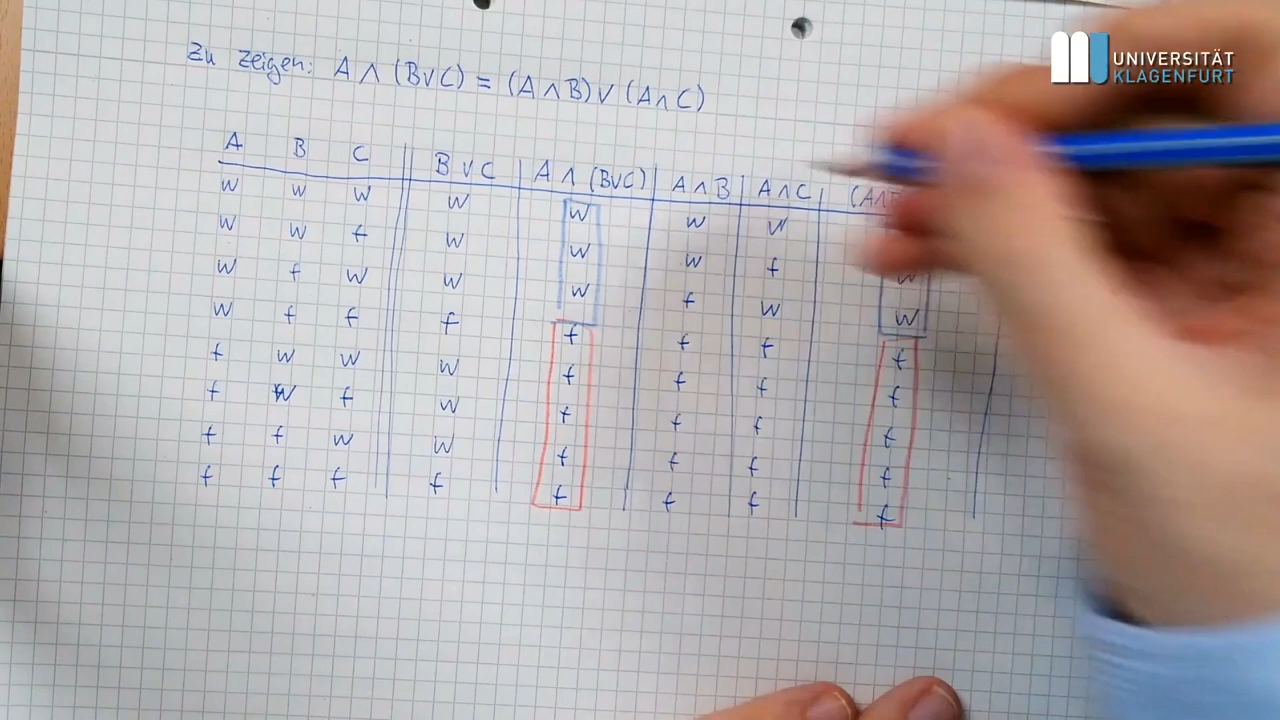 UNIVERSITÄT
KLAGENFURT
Zu zeigen: A ∧ (B∨C) = (A∧B)∨(A∧C)
A B C B∨C A∧(B∨C) A∧B A∧C
w w w w w w w
w w f w w w f
w f w w w f w w
w f f f f f f w
f w w w f f f f
f w f w f f f f
f f w w f f f f
f f f f f f f f
f